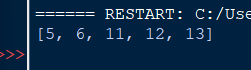 ====== RESTART: C:/Use
[5, 6, 11, 12, 13]
>>>